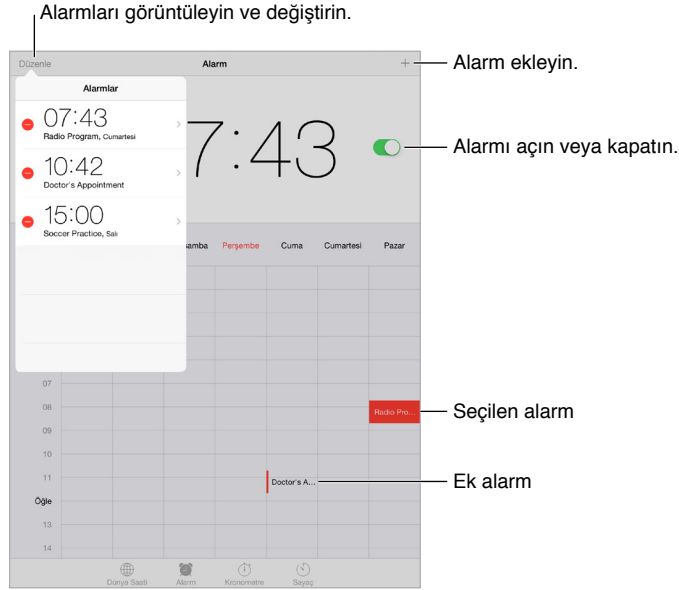 Alarmları görüntüleyin ve değiştirin.
Düzenle
Alarm
+
Alarm ekleyin.
Alarmlar
07:43
Radio Program, Cumartesi
10:42
Doctor's Appointment
15:00
Soccer Practice, Salı
7:43
Alarmı açın veya kapatın.
şamba
Perşembe
Cuma
Cumartesi
Pazar
07
08
Radio Pro...
Seçilen alarm
09
10
11
Doctor's A...
Ek alarm
Öğle
13
14
Dünya Saati
Alarm
Kronometre
Sayaç